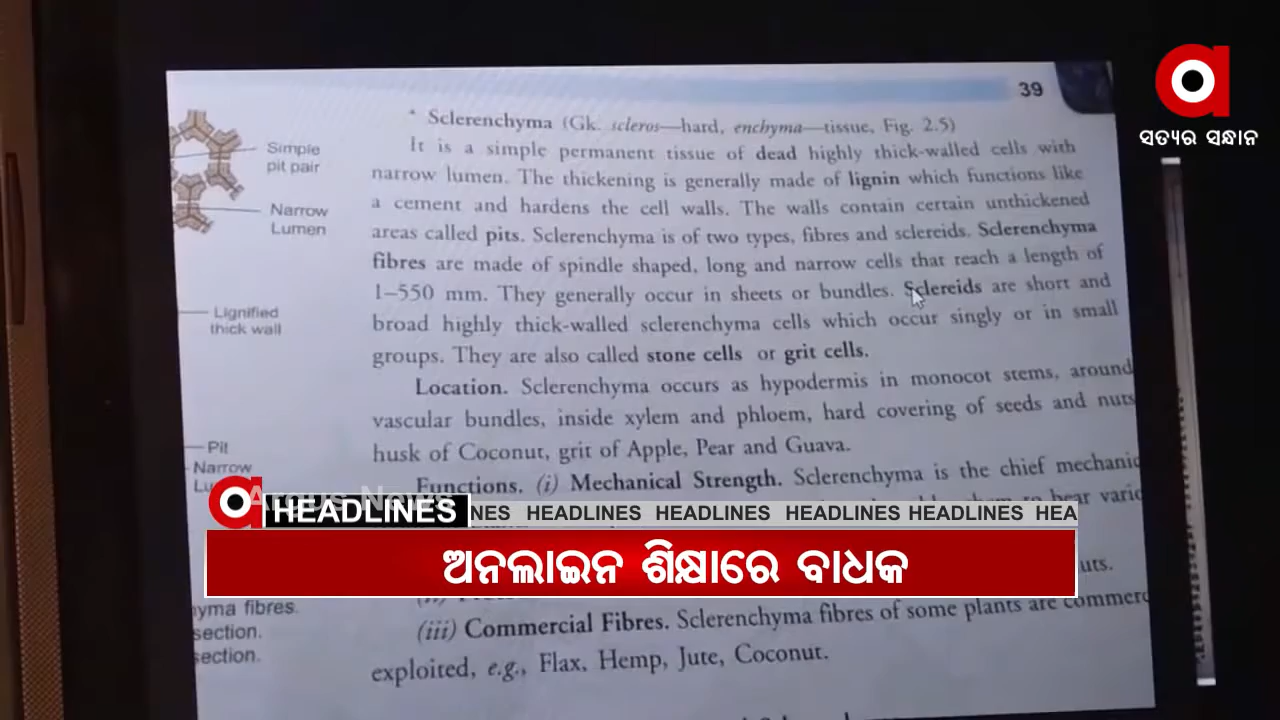 39
* Sclerenchyma (Gk. scleros—hard, enchyma—tissue, Fig. 2.5)
It is a simple permanent tissue of dead highly thick-walled cells with
narrow lumen. The thickening is generally made of lignin which functions like
a cement and hardens the cell walls. The walls contain certain unthickened
areas called pits. Sclerenchyma is of two types, fibres and sclereids. Sclerenchyma
fibres are made of spindle shaped, long and narrow cells that reach a length of
1–550 mm. They generally occur in sheets or bundles. Sclereids are short and
broad highly thick-walled sclerenchyma cells which occur singly or in small
groups. They are also called stone cells or grit cells.
Location. Sclerenchyma occurs as hypodermis in monocot stems, around
vascular bundles, inside xylem and phloem, hard covering of seeds and nuts
husk of Coconut, grit of Apple, Pear and Guava.
Functions. (i) Mechanical Strength. Sclerenchyma is the chief mechanic
to bear vario
uts.
(iii) Commercial Fibres. Sclerenchyma fibres of some plants are commerc
exploited, e.g., Flax, Hemp, Jute, Coconut.
Simple
pit pair
Narrow
Lumen
Lignified
thick wall
Pit
Narrow
Lu
yma fibres.
section.
section.
a
ସତ୍ୟର ସନ୍ଧାନ
Argus News
HEADLINES NES HEADLINES HEADLINES HEADLINES HEADLINES HEA
ଅନଲାଇନ ଶିକ୍ଷାରେ ବାଧକ